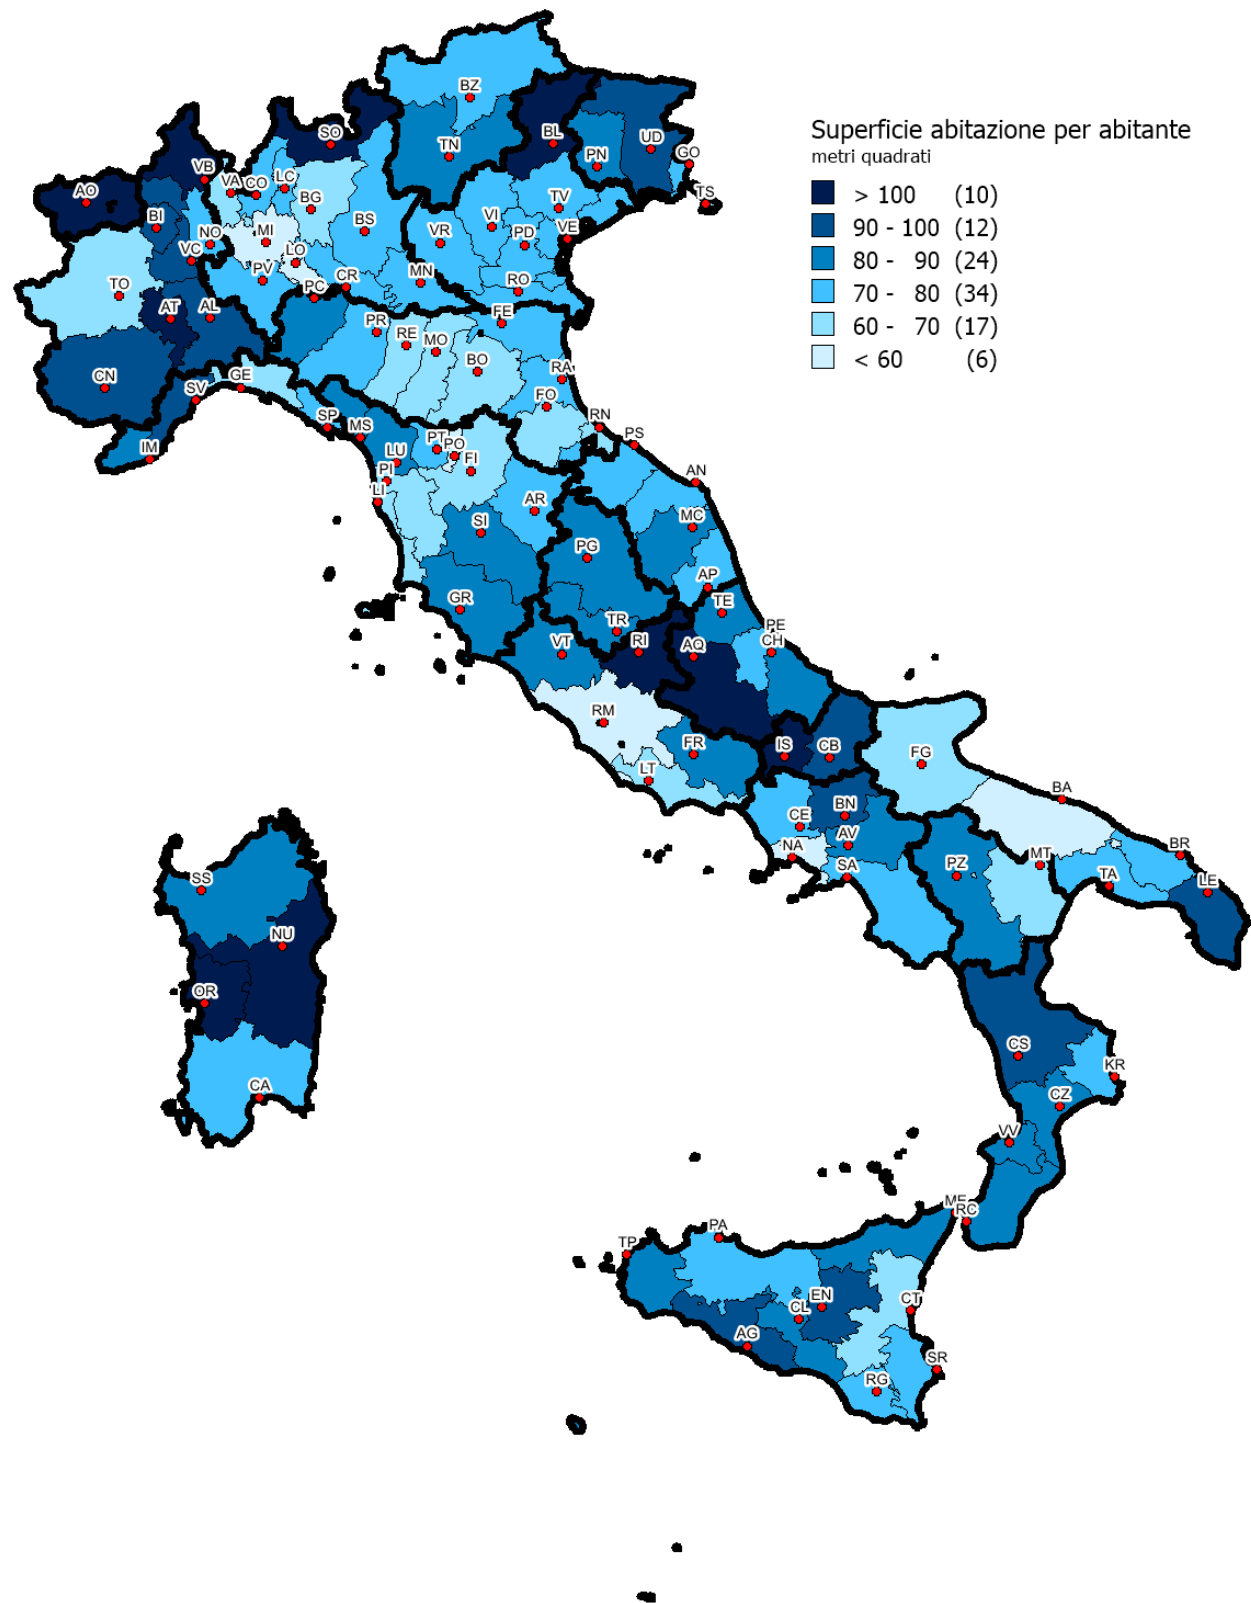 Superficie abitazione per abitante
metri quadrati
> 100 (10)
90 - 100 (12)
80 - 90 (24)
70 - 80 (34)
60 - 70 (17)
< 60 (6)
BZ
SO
BL
UD
TN
PN
GO
VB
VA
CO
LC
AO
BG
TS
TV
BI
BS
VI
VE
MI
NO
VR
PD
VC
LO
PV
CR
MN
RO
TO
PC
AT
AL
PR
FE
RE
MO
BO
RA
CN
GE
SV
FO
SP
RN
MS
PS
IM
LU
PT
PO
FI
PI
LI
AN
AR
MC
SI
PG
AP
GR
TE
TR
PE
VT
RI
AQ
CH
RM
FR
IS
CB
FG
LT
BA
CE
BN
AV
NA
SA
PZ
MT
BR
TA
LE
SS
NU
OR
CS
CA
KR
CZ
VV
ME
RC
PA
TP
EN
CL
CT
AG
SR
RG